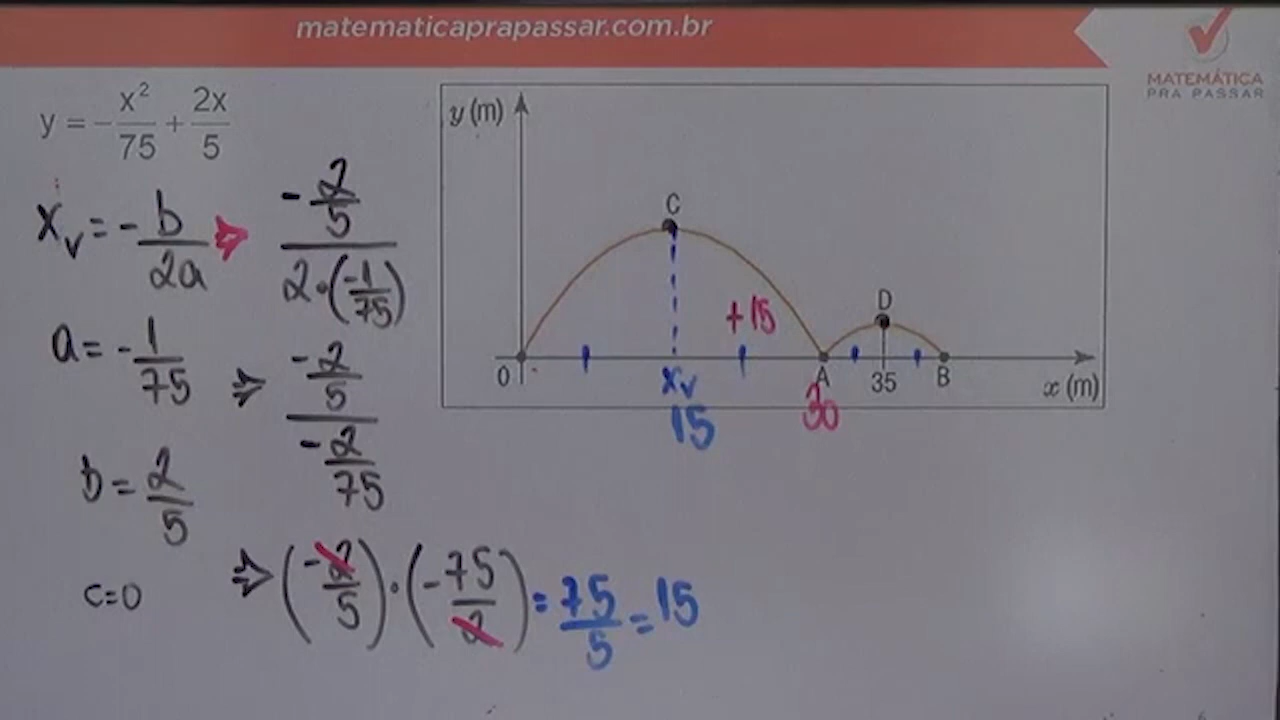 matematicaprapassar.com.br
MATEMÁTICA
PRA PASSAR
y = -x²/75 + 2x/5
Xv = -b/2a ⇒ (-2/5)/(2·(-1/75))
a = -1/75
⇒ (-2/5)/(-2/75)
b = 2/5
c=0
⇒ (-2/5)·(-75/2) = 75/5 = 15
y (m)
C
D
+15
0
Xv
A
35
B
x (m)
15
30